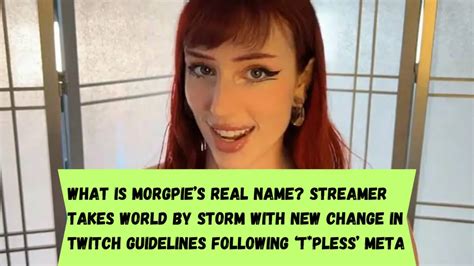 WHAT IS MORGPIE'S REAL NAME? STREAMER
TAKES WORLD BY STORM WITH NEW CHANGE IN
TWITCH GUIDELINES FOLLOWING 'T*PLESS' META